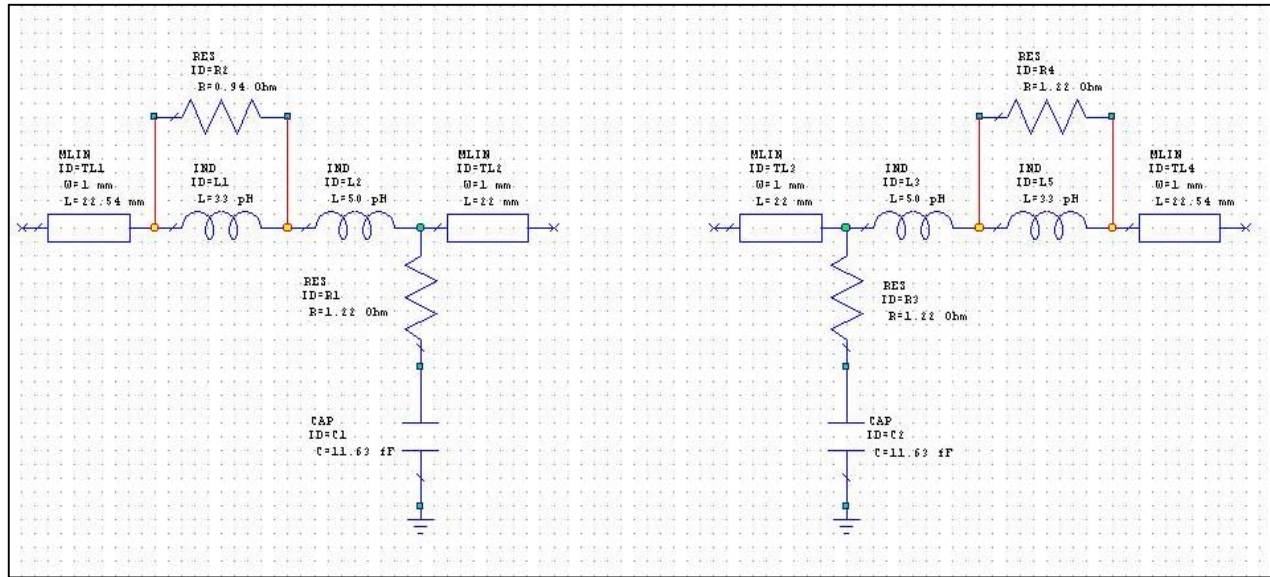 RES
ID=R2
R=0.94 Ohm
MLIN
ID=TL1
W=1 mm
L=22.54 mm
IND
ID=L1
L=33 pH
IND
ID=L2
L=50 pH
MLIN
ID=TL2
W=1 mm
L=22 mm
RES
ID=R1
R=1.22 Ohm
CAP
ID=C1
C=11.63 fF
RES
ID=R4
R=1.22 Ohm
MLIN
ID=TL3
W=1 mm
L=22 mm
IND
ID=L3
L=50 pH
IND
ID=L5
L=33 pH
MLIN
ID=TL4
W=1 mm
L=22.54 mm
RES
ID=R3
R=1.22 Ohm
CAP
ID=C2
C=11.63 fF